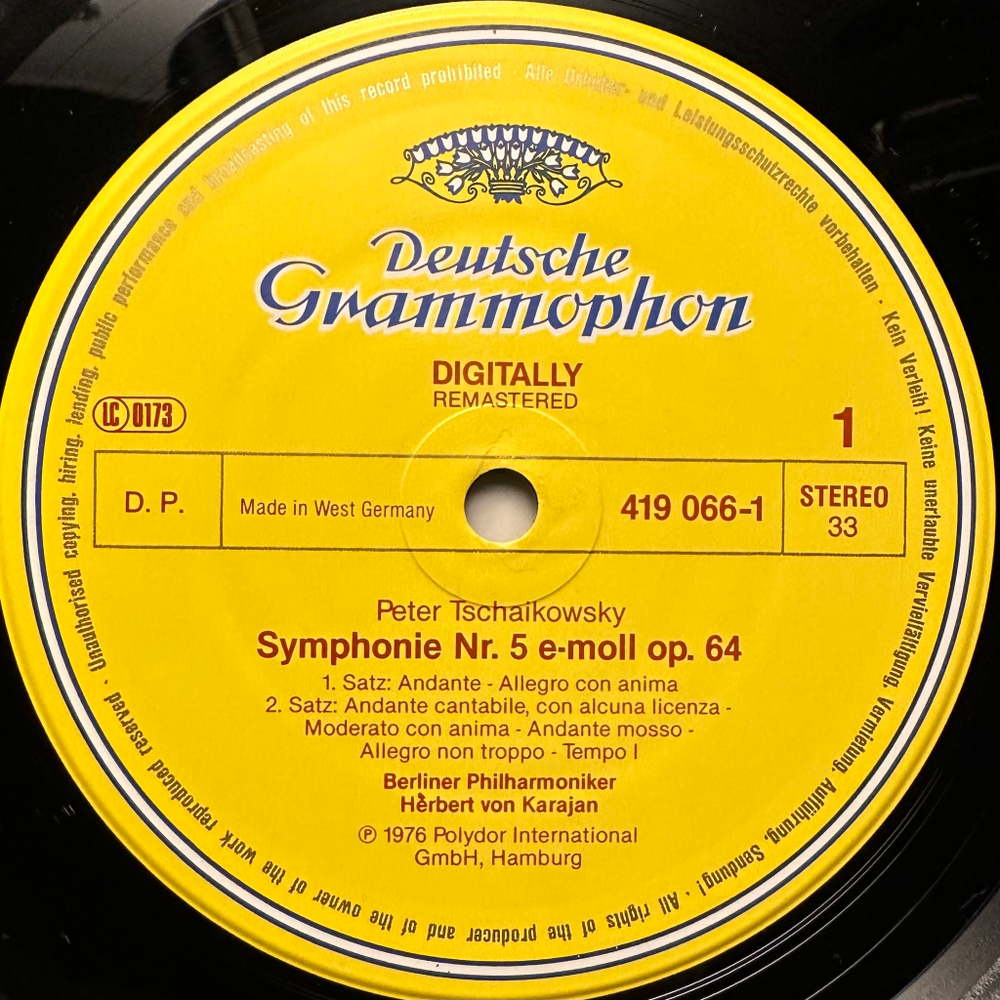 Deutsche
Grammophon
DIGITALLY
REMASTERED
LC 0173
1
D. P.
Made in West Germany
419 066-1
STEREO
33
Peter Tschaikowsky
Symphonie Nr. 5 e-moll op. 64
1. Satz: Andante - Allegro con anima
2. Satz: Andante cantabile, con alcuna licenza -
Moderato con anima - Andante mosso -
Allegro non troppo - Tempo I
Berliner Philharmoniker
Herbert von Karajan
℗ 1976 Polydor International
GmbH, Hamburg
Alle Urheber- und Leistungsschutzrechte vorbehalten · Kein Verleih! Keine unerlaubte Vervielfältigung, Vermietung, Aufführung, Sendung! · All rights of the producer and of the owner of the work reproduced reserved · Unauthorised copying, hiring, lending, public performance and broadcasting of this record prohibited ·